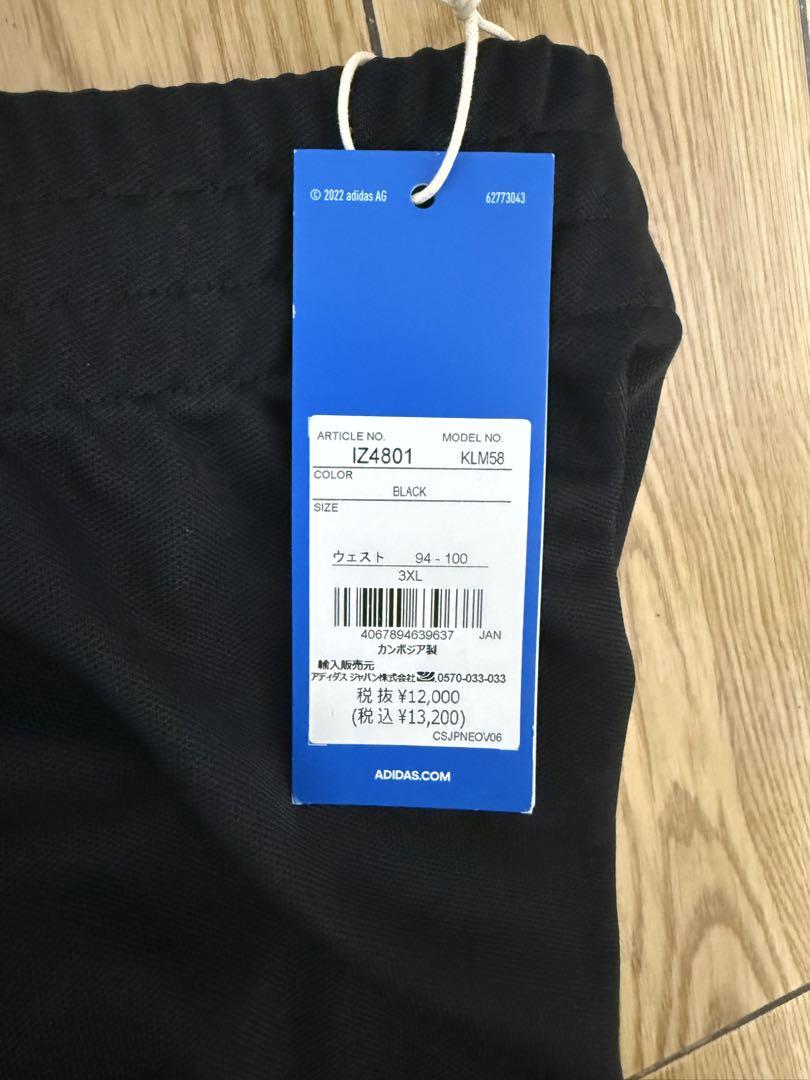 © 2022 adidas AG 62773043
ARTICLE NO. MODEL NO.
IZ4801 KLM58
COLOR
BLACK
SIZE
ウェスト 94 - 100
3XL
4067894639637 JAN
カンボジア製
輸入販売元
アディダス ジャパン株式会社 0570-033-033
税抜 ¥12,000
(税込 ¥13,200)
CSJPNEOV06
ADIDAS.COM